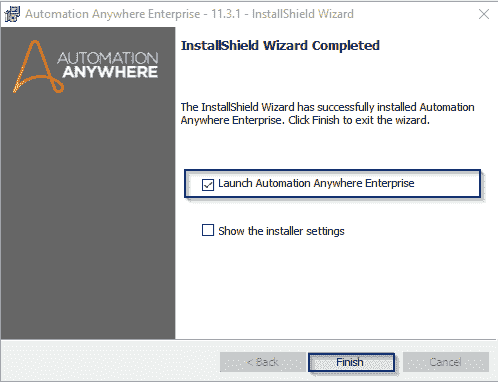 Automation Anywhere Enterprise - 11.3.1 - InstallShield Wizard
AUTOMATION
ANYWHERE
InstallShield Wizard Completed
The InstallShield Wizard has successfully installed Automation
Anywhere Enterprise. Click Finish to exit the wizard.
Launch Automation Anywhere Enterprise
Show the installer settings
< Back
Finish
Cancel